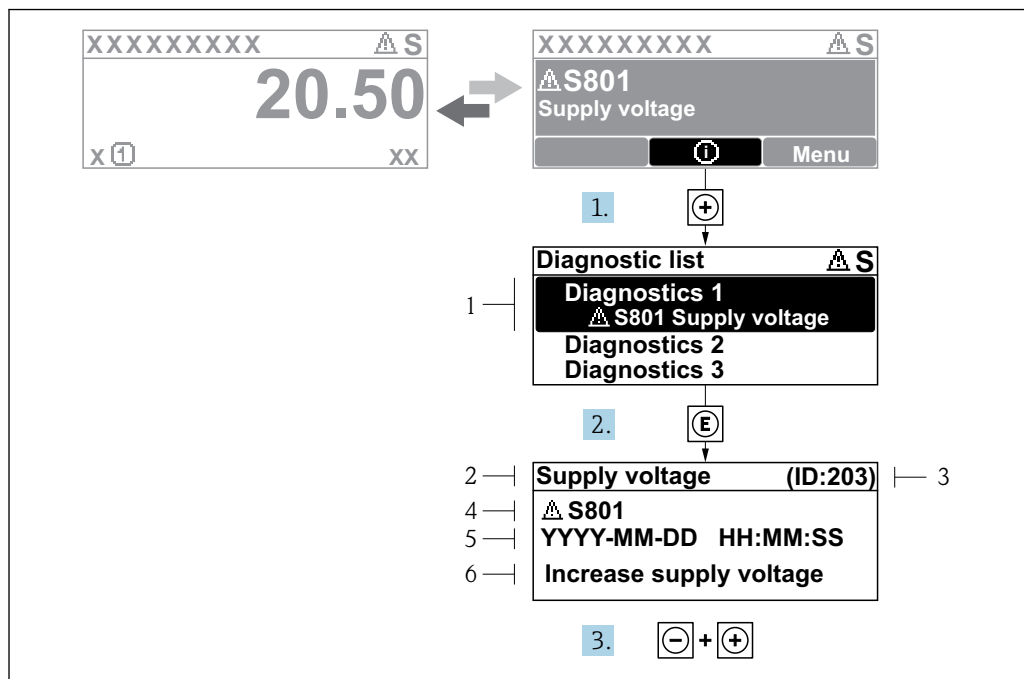 XXXXXXXXX ⚠ S
20.50
x ① xx
XXXXXXXXX ⚠ S
⚠ S801
Supply voltage
ⓘ Menu
1. +
Diagnostic list ⚠ S
1
Diagnostics 1
⚠ S801 Supply voltage
Diagnostics 2
Diagnostics 3
2. E
2 Supply voltage (ID:203) 3
4 ⚠ S801
5 YYYY-MM-DD HH:MM:SS
6 Increase supply voltage
3. - + +